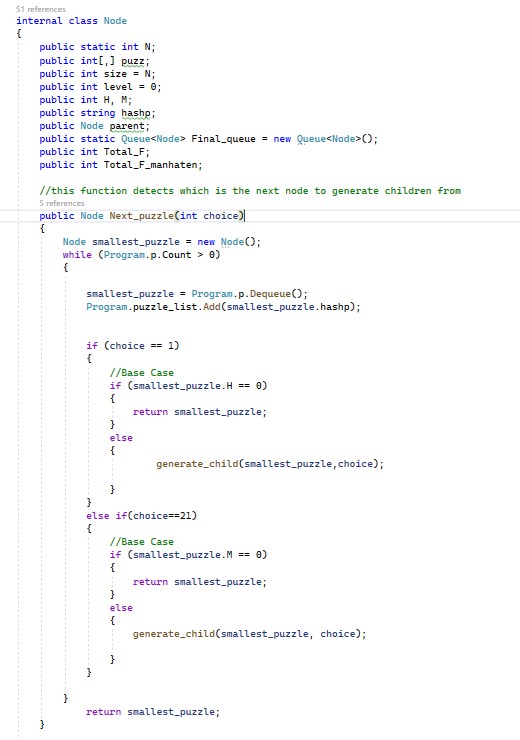 51 references
internal class Node
{
public static int N;
public int[,] puzz;
public int size = N;
public int level = 0;
public int H, M;
public string hashp;
public Node parent;
public static Queue<Node> Final_queue = new Queue<Node>();
public int Total_F;
public int Total_F_manhaten;
//this function detects which is the next node to generate children from
5 references
public Node Next_puzzle(int choice)
{
Node smallest_puzzle = new Node();
while (Program.p.Count > 0)
{
smallest_puzzle = Program.p.Dequeue();
Program.puzzle_list.Add(smallest_puzzle.hashp);
if (choice == 1)
{
//Base Case
if (smallest_puzzle.H == 0)
{
return smallest_puzzle;
}
else
{
generate_child(smallest_puzzle,choice);
}
}
else if(choice==21)
{
//Base Case
if (smallest_puzzle.M == 0)
{
return smallest_puzzle;
}
else
{
generate_child(smallest_puzzle, choice);
}
}
}
return smallest_puzzle;
}